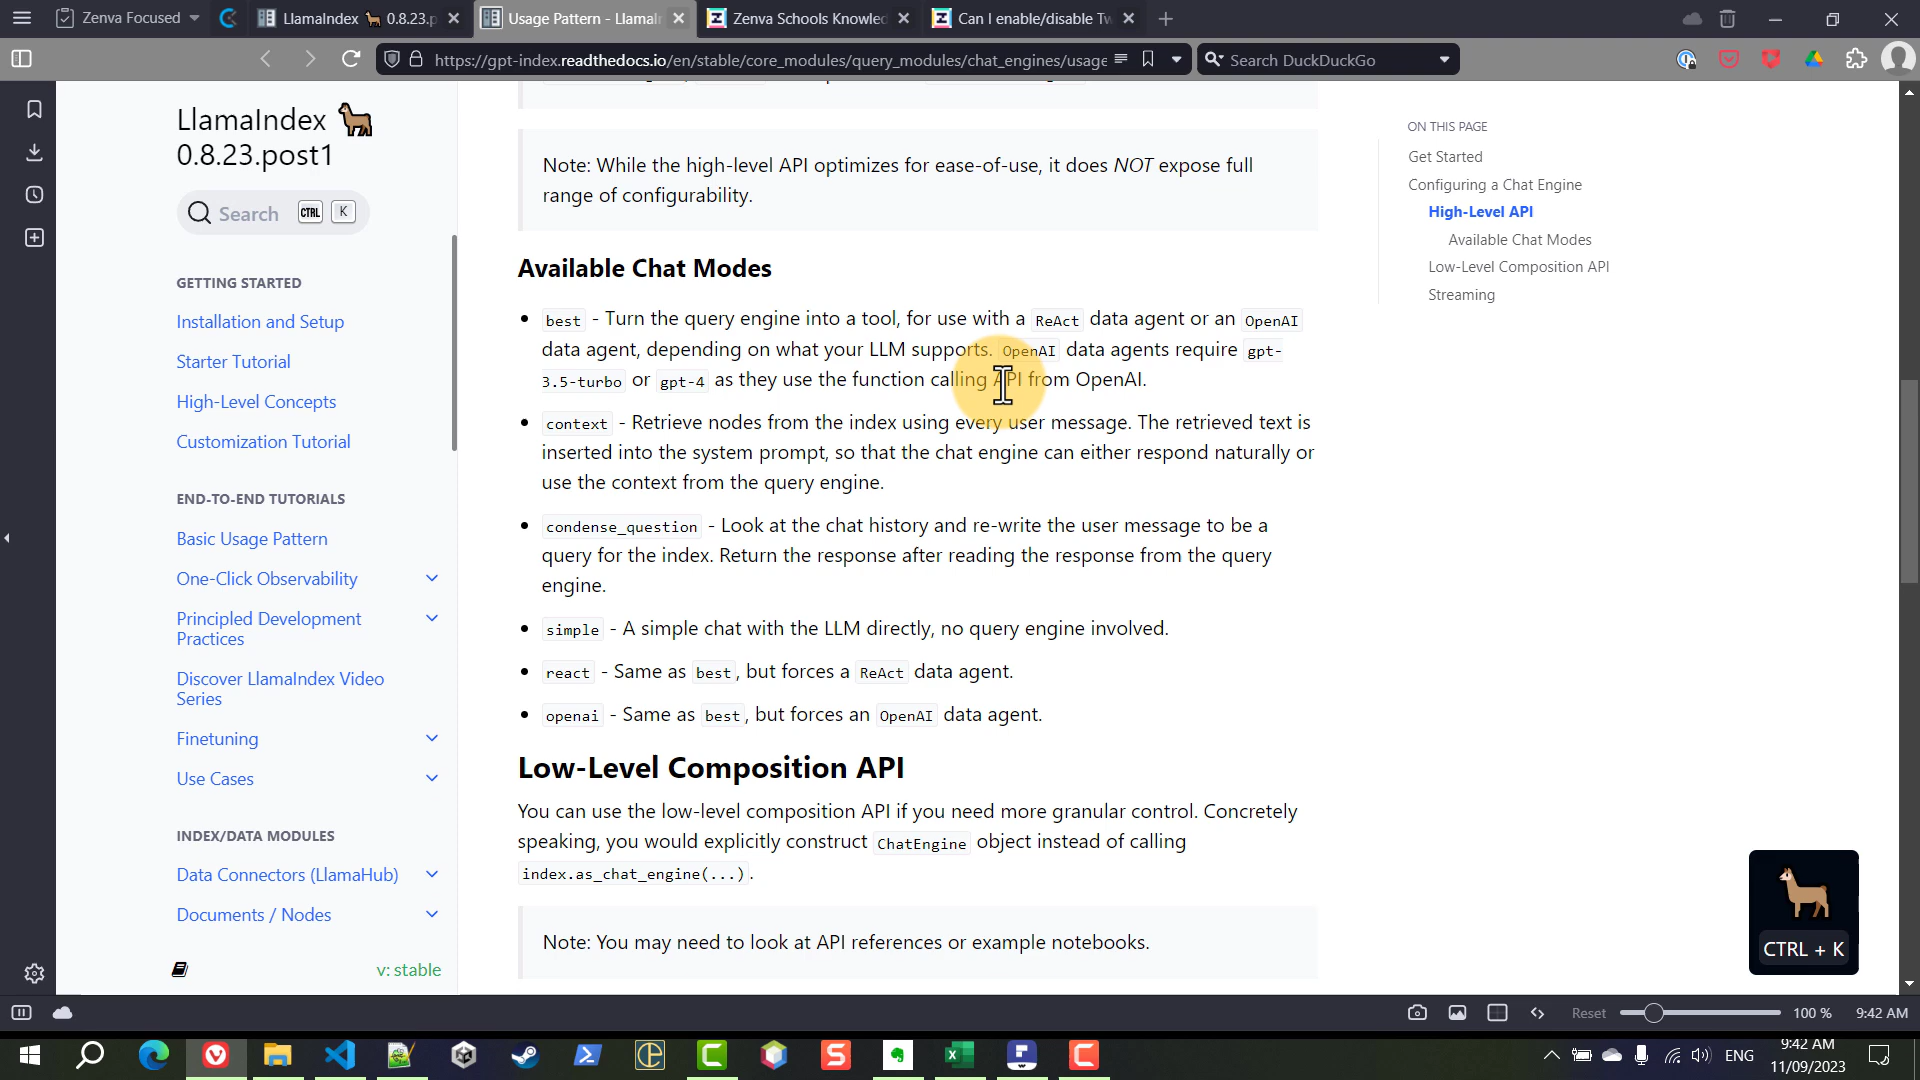 Zenva Focused
LlamaIndex 0.8.23.p
Usage Pattern - LlamaI
Zenva Schools Knowled
Can I enable/disable Tw
https://gpt-index.readthedocs.io/en/stable/core_modules/query_modules/chat_engines/usage
Search DuckDuckGo
LlamaIndex
0.8.23.post1
Search CTRL K
GETTING STARTED
Installation and Setup
Starter Tutorial
High-Level Concepts
Customization Tutorial
END-TO-END TUTORIALS
Basic Usage Pattern
One-Click Observability
Principled Development
Practices
Discover LlamaIndex Video
Series
Finetuning
Use Cases
INDEX/DATA MODULES
Data Connectors (LlamaHub)
Documents / Nodes
v: stable
Note: While the high-level API optimizes for ease-of-use, it does NOT expose full
range of configurability.
Available Chat Modes
best - Turn the query engine into a tool, for use with a ReAct data agent or an OpenAI
data agent, depending on what your LLM supports. OpenAI data agents require gpt-
3.5-turbo or gpt-4 as they use the function calling API from OpenAI.
context - Retrieve nodes from the index using every user message. The retrieved text is
inserted into the system prompt, so that the chat engine can either respond naturally or
use the context from the query engine.
condense_question - Look at the chat history and re-write the user message to be a
query for the index. Return the response after reading the response from the query
engine.
simple - A simple chat with the LLM directly, no query engine involved.
react - Same as best, but forces a ReAct data agent.
openai - Same as best, but forces an OpenAI data agent.
Low-Level Composition API
You can use the low-level composition API if you need more granular control. Concretely
speaking, you would explicitly construct ChatEngine object instead of calling
index.as_chat_engine(...).
Note: You may need to look at API references or example notebooks.
ON THIS PAGE
Get Started
Configuring a Chat Engine
High-Level API
Available Chat Modes
Low-Level Composition API
Streaming
CTRL + K
Reset
100 %
9:42 AM
ENG
9:42 AM
11/09/2023